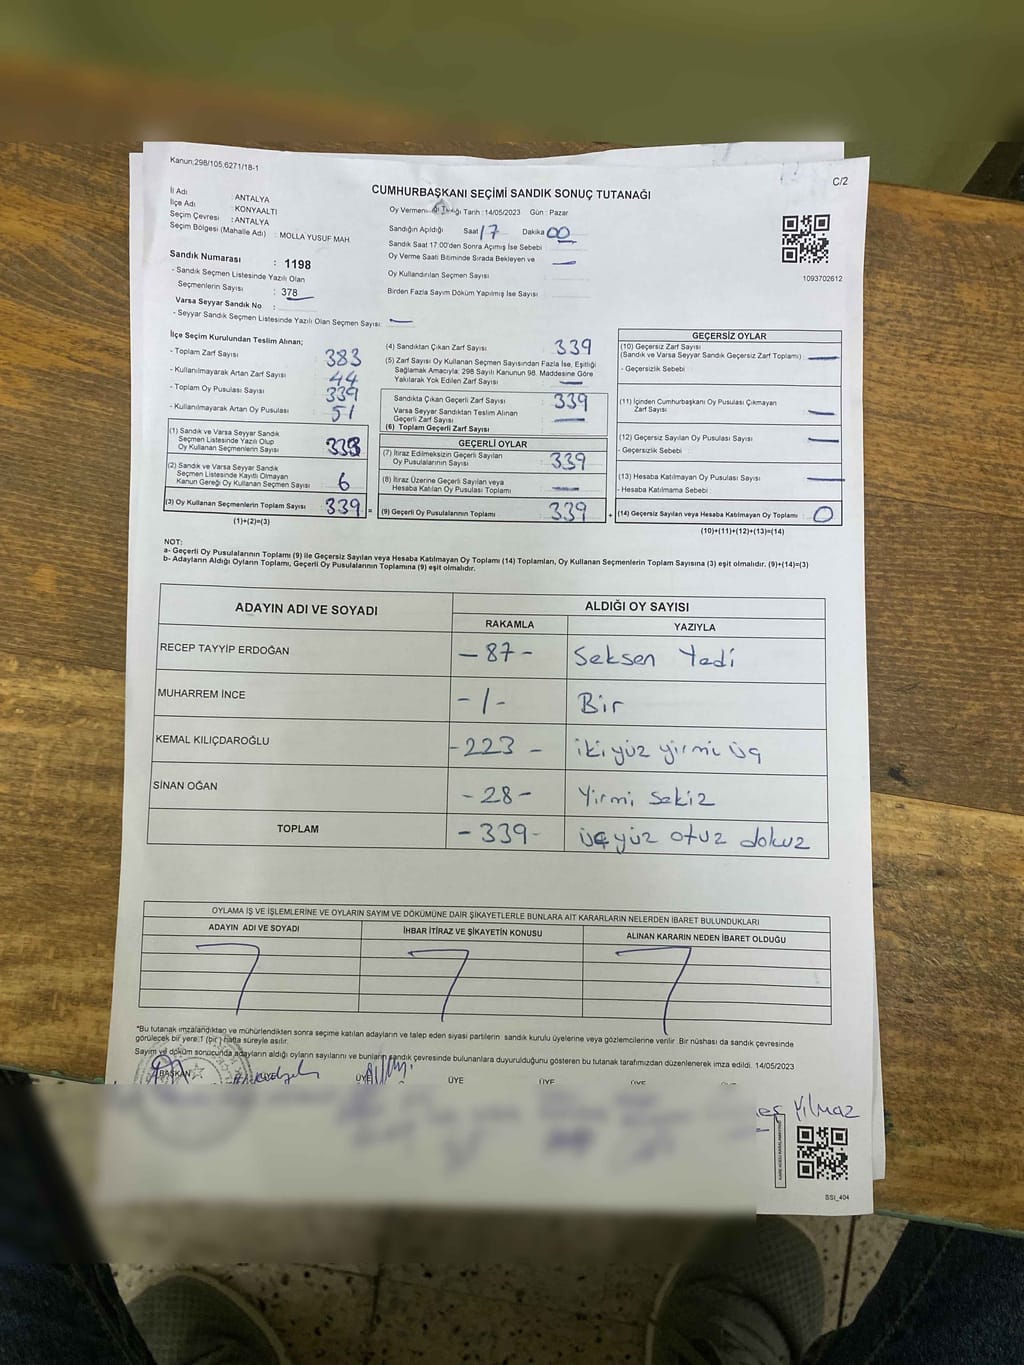 Kanun:298/105,6271/18-1
C/2
CUMHURBAŞKANI SEÇİMİ SANDIK SONUÇ TUTANAĞI
İl Adı : ANTALYA
İlçe Adı : KONYAALTI
Seçim Çevresi : ANTALYA
Seçim Bölgesi (Mahalle Adı) : MOLLA YUSUF MAH.
Sandık Numarası : 1198
- Sandık Seçmen Listesinde Yazılı Olan
Seçmenlerin Sayısı : 378
Varsa Seyyar Sandık No :
- Seyyar Sandık Seçmen Listesinde Yazılı Olan Seçmen Sayısı: —
Oy Vermenin Tarih : 14/05/2023 Gün : Pazar
Sandığın Açıldığı Saat 17 Dakika 00
Sandık Saat 17.00'den Sonra Açmış İse Sebebi :
Oy Verme Saati Bitiminde Sırada Bekleyen ve —
Oy Kullandırılan Seçmen Sayısı :
Birden Fazla Sayım Döküm Yapılmış İse Sayısı :
1093702612
İlçe Seçim Kurulundan Teslim Alınan;
- Toplam Zarf Sayısı 383
- Kullanılmayarak Artan Zarf Sayısı 44
- Toplam Oy Pusulası Sayısı 339
- Kullanılmayarak Artan Oy Pusulası 51
(1) Sandık ve Varsa Seyyar Sandık
Seçmen Listesinde Yazılı Olup
Oy Kullanan Seçmenlerin Sayısı
(2) Sandık ve Varsa Seyyar Sandık
Seçmen Listesinde Kayıtlı Olmayan
Kanun Gereği Oy Kullanan Seçmen Sayısı 6
(3) Oy Kullanan Seçmenlerin Toplam Sayısı 339 =
(1)+(2)=(3)
(4) Sandıktan Çıkan Zarf Sayısı 339
(5) Zarf Sayısı Oy Kullanan Seçmen Sayısından Fazla İse, Eşitliği
Sağlamak Amacıyla; 298 Sayılı Kanunun 98. Maddesine Göre
Yakılarak Yok Edilen Zarf Sayısı —
Sandıkta Çıkan Geçerli Zarf Sayısı 339
Varsa Seyyar Sandıktan Teslim Alınan
Geçerli Zarf Sayısı —
(6) Toplam Geçerli Zarf Sayısı
GEÇERLİ OYLAR
(7) İtiraz Edilmeksizin Geçerli Sayılan
Oy Pusulalarının Sayısı 339
(8) İtiraz Üzerine Geçerli Sayılan veya
Hesaba Katılan Oy Pusulası Toplamı —
(9) Geçerli Oy Pusulalarının Toplamı 339 +
GEÇERSİZ OYLAR
(10) Geçersiz Zarf Sayısı
(Sandık ve Varsa Seyyar Sandık Geçersiz Zarf Toplamı) —
- Geçersizlik Sebebi :
(11) İçinden Cumhurbaşkanı Oy Pusulası Çıkmayan
Zarf Sayısı —
(12) Geçersiz Sayılan Oy Pusulası Sayısı —
- Geçersizlik Sebebi :
(13) Hesaba Katılmayan Oy Pusulası Sayısı —
- Hesaba Katılmama Sebebi :
(14) Geçersiz Sayılan veya Hesaba Katılmayan Oy Toplamı : 0
(10)+(11)+(12)+(13)=(14)
NOT:
a- Geçerli Oy Pusulalarının Toplamı (9) ile Geçersiz Sayılan veya Hesaba Katılmayan Oy Toplamı (14) Toplamları, Oy Kullanan Seçmenlerin Toplam Sayısına (3) eşit olmalıdır. (9)+(14)=(3)
b- Adayların Aldığı Oyların Toplamı, Geçerli Oy Pusulalarının Toplamına (9) eşit olmalıdır.
ADAYIN ADI VE SOYADI
ALDIĞI OY SAYISI
RAKAMLA YAZIYLA
RECEP TAYYİP ERDOĞAN – 87 – Seksen Yedi
MUHARREM İNCE – 1 – Bir
KEMAL KILIÇDAROĞLU – 223 – iki yüz yirmi üç
SİNAN OĞAN – 28 – Yirmi sekiz
TOPLAM – 339 – üçyüz otuz dokuz
OYLAMA İŞ VE İŞLEMLERİNE VE OYLARIN SAYIM VE DÖKÜMÜNE DAİR ŞİKAYETLERLE BUNLARA AİT KARARLARIN NELERDEN İBARET BULUNDUKLARI
ADAYIN ADI VE SOYADI
İHBAR İTİRAZ VE ŞİKAYETİN KONUSU
ALINAN KARARIN NEDEN İBARET OLDUĞU
*Bu tutanak imzalandıktan ve mühürlendikten sonra seçime katılan adayların ve talep eden siyasi partilerin sandık kurulu üyelerine veya gözlemcilerine verilir. Bir nüshası da sandık çevresinde
görülecek bir yere 1 (bir) hafta süreyle asılır.
Sayım ve döküm sonucunda adayların aldığı oyların sayılarını ve bunların sandık çevresinde bulunanlara duyurulduğunu gösteren bu tutanak tarafımızdan düzenlenerek imza edildi. 14/05/2023
BAŞKAN ÜYE ÜYE ÜYE ÜYE
Yılmaz
SSI_404